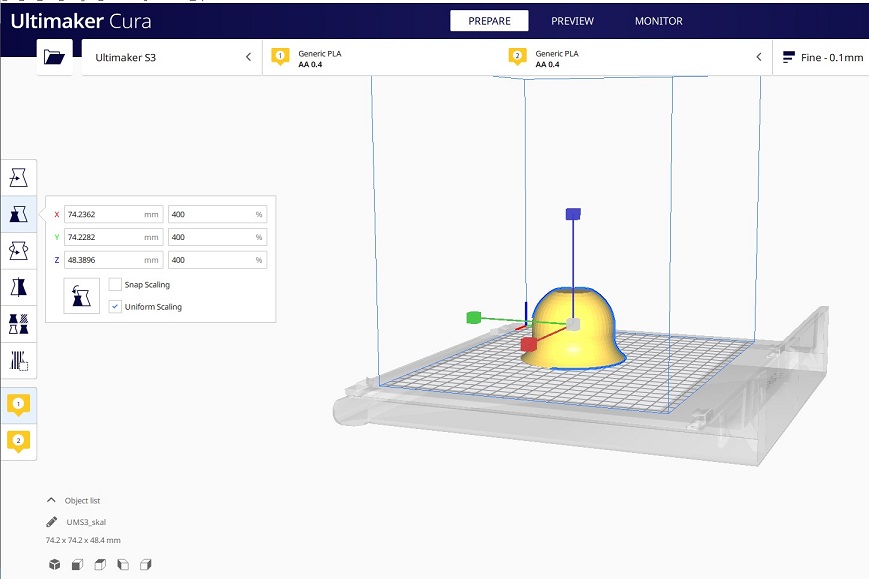 Ultimaker Cura
PREPARE
PREVIEW
MONITOR
Ultimaker S3
1
Generic PLA
AA 0.4
2
Generic PLA
AA 0.4
Fine - 0.1mm
X 74.2362 mm 400 %
Y 74.2282 mm 400 %
Z 48.3896 mm 400 %
Snap Scaling
Uniform Scaling
1
2
Object list
UMS3_skal
74.2 x 74.2 x 48.4 mm